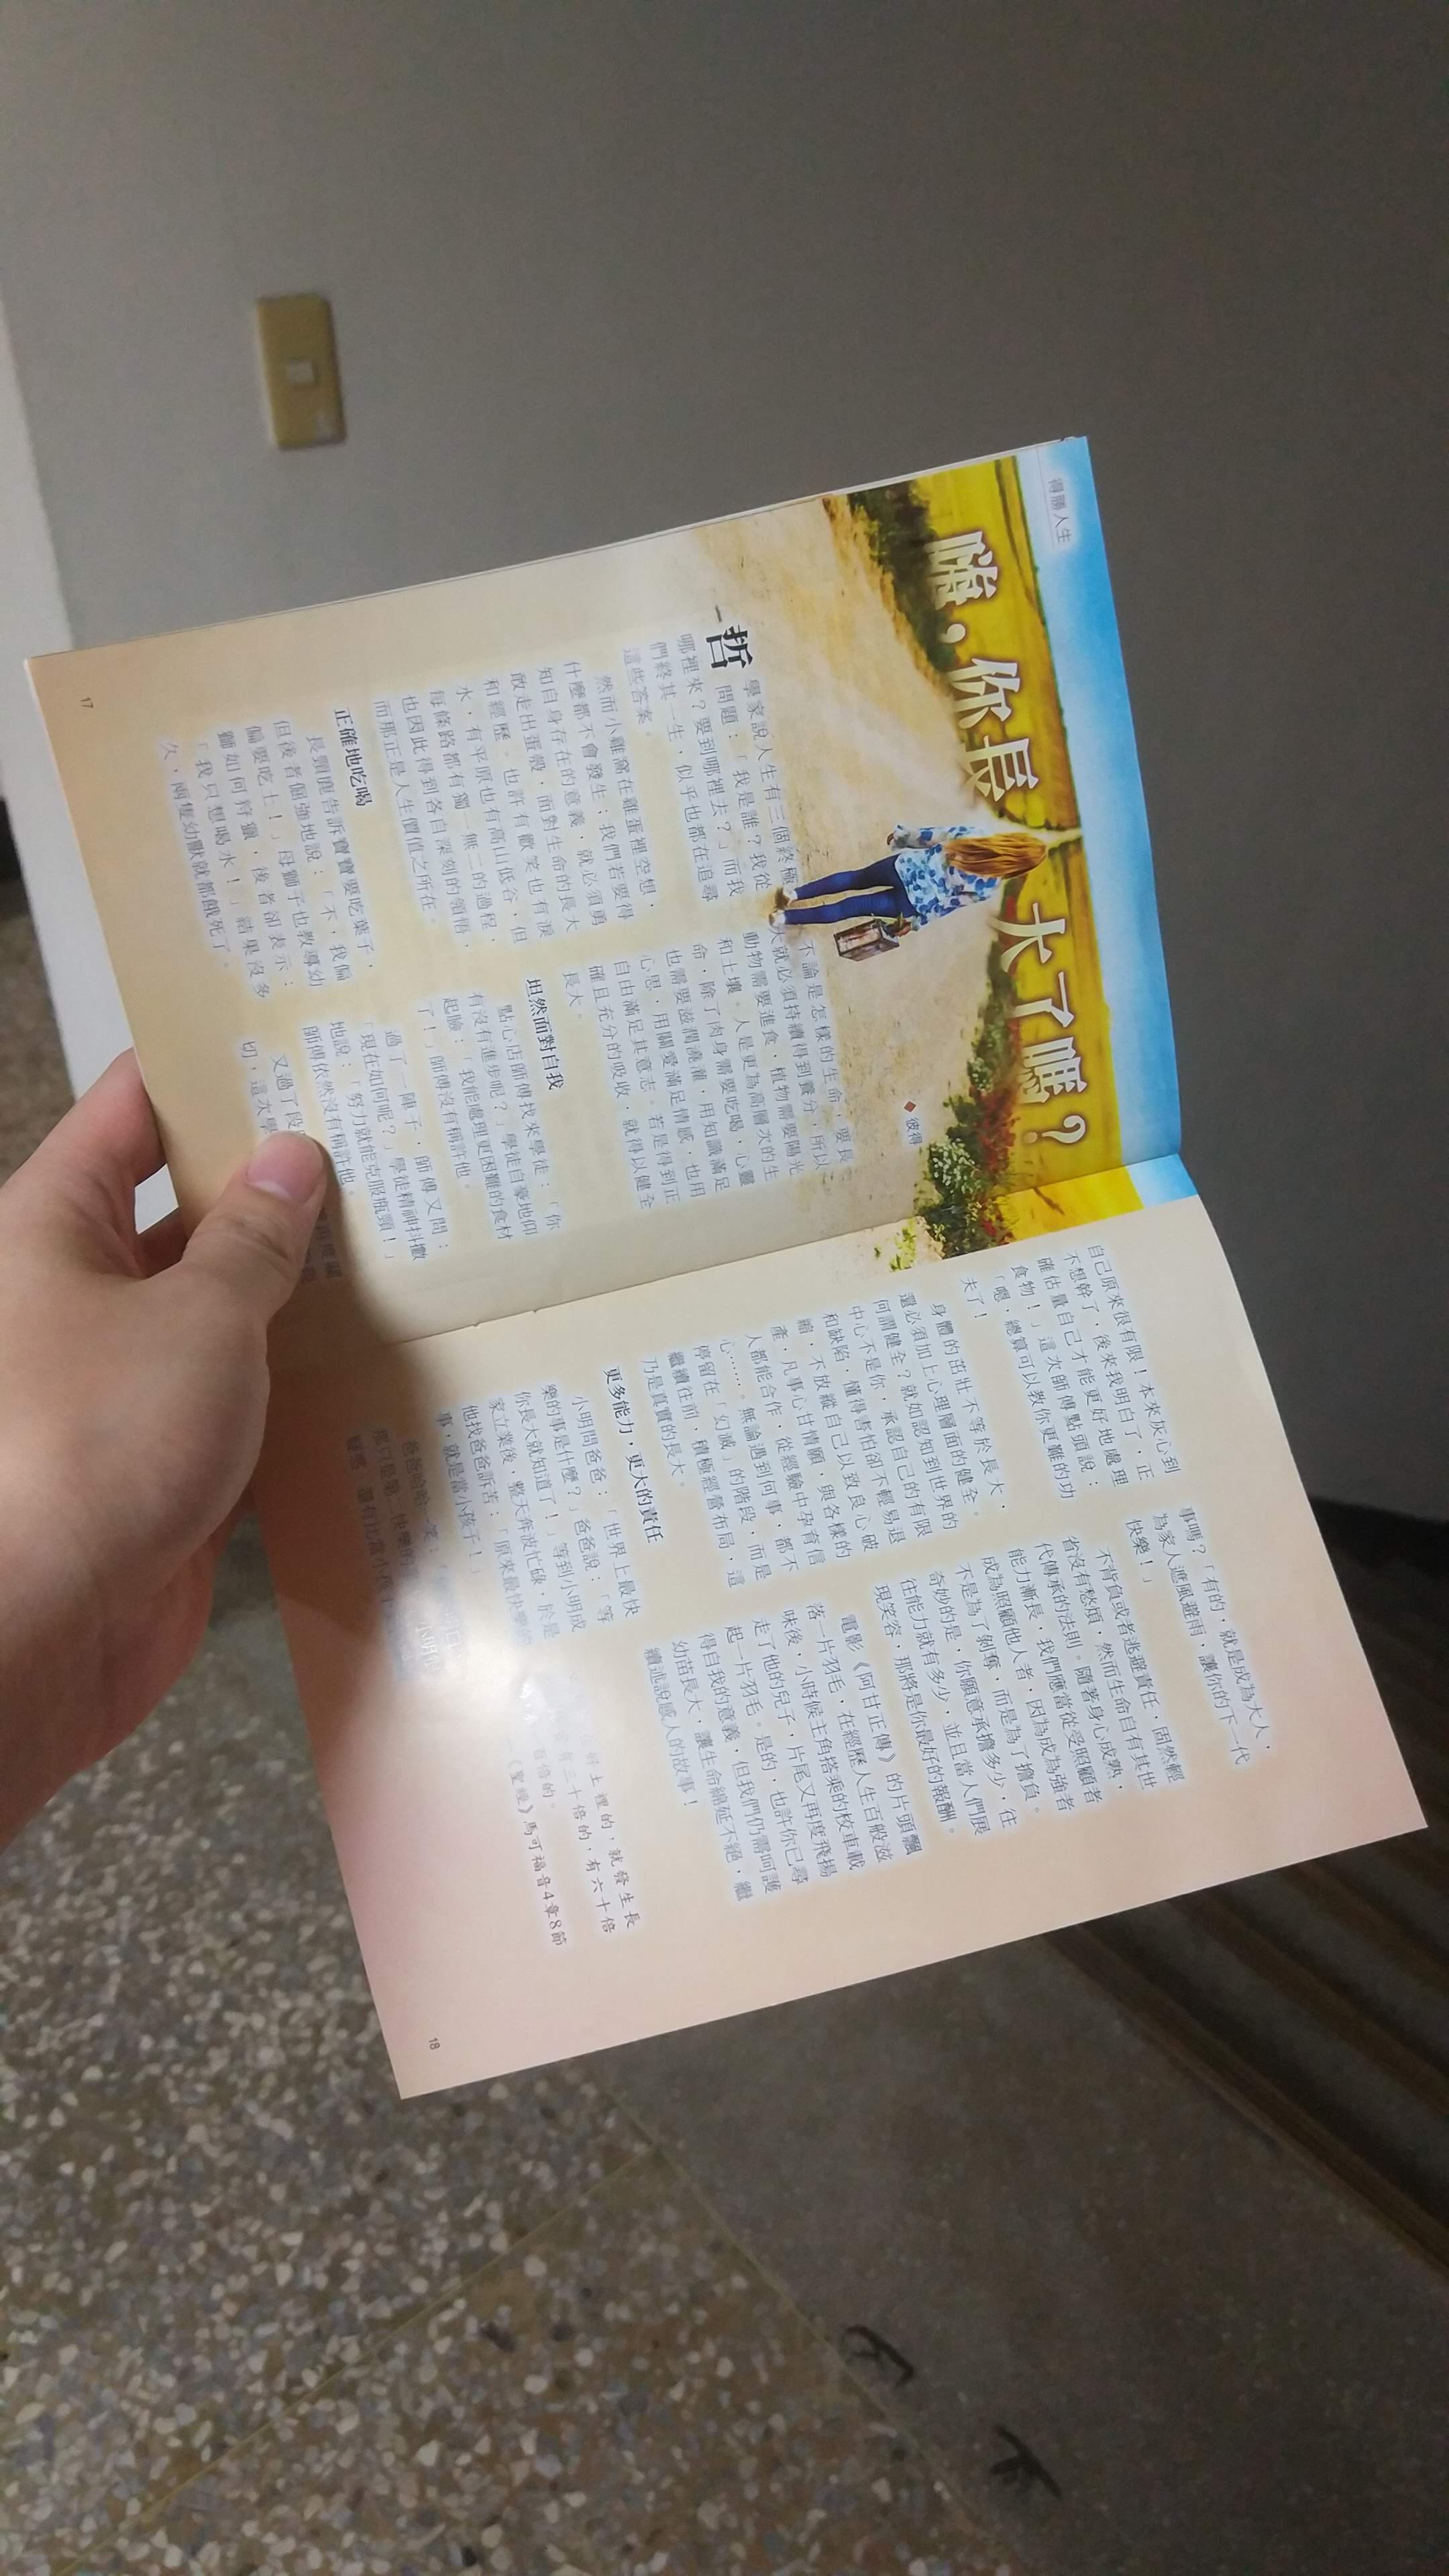 得勝人生
嗨，你長大了嗎？
◆彼得
哲學家說人生有三個終極
問題：「我是誰？我從
哪裡來？要到哪裡去？」而我
們終其一生，似乎也都在追尋
這些答案。
然而小雞窩在雞蛋裡空想，
什麼都不會發生；我們若要得
知自身存在的意義，就必須勇
敢走出蛋殼，面對生命的長大
和經歷。也許有歡笑也有淚
水，有平原也有高山低谷，但
每條路都有獨一無二的過程，
也因此得到各自深刻的領悟，
而那正是人生價值之所在。
正確地吃喝
長頸鹿告訴寶寶要吃葉子，
但後者倔強地說：「不，我偏
偏要吃土！」母獅子也教導幼
獅如何狩獵，後者卻表示：
「我只想喝水！」結果沒多
久，兩隻幼獸就都餓死了。
不論是怎樣的生命，要長
大就必須持續得到養分，所以
動物需要進食，植物需要陽光
和土壤。人是更為高層次的生
命，除了肉身需要吃喝，心靈
也需要滋潤澆灌，用知識滿足
心思，用關愛滿足情感，也用
自由滿足其意志。若是得到正
確且充分的吸收，就得以健全
長大。
坦然面對自我
點心店師傅找來學徒：「你
有沒有進步呢？」學徒自豪地仰
起臉：「我能處理更困難的食材
了！」師傅沒有稱許他。
過了一陣子，師傅又問：
「現在如何呢？」學徒精神抖擻
地說：「努力就能克服瓶頸！」
師傅依然沒有稱許他。
又過了段
切，這次學
17
自己原來很有限！本來灰心到
不想幹了，後來我明白了，正
確估量自己才能更好地處理
食物！」這次師傅點頭說：
「嗯，總算可以教你更難的功
夫了！
身體的茁壯不等於長大，
還必須加上心理層面的健全。
何謂健全？就如認知到世界的
中心不是你，承認自己的有限
和缺陷，懂得害怕卻不輕易退
縮，不放縱自己以致良心破
產，凡事心甘情願，與各樣的
人都能合作，從經驗中孕育信
心……。無論遇到何事，都不
停留在「幻滅」的階段，而是
繼續往前，積極經營布局，這
乃是真實的長大。
更多能力，更大的責任
小明問爸爸：「世界上最快
樂的事是什麼？」爸爸說：「等
你長大就知道了！」等到小明成
家立業後，整天奔波忙碌，於是
他找爸爸訴苦：「原來最快樂的
事，就是當小孩子！」
爸爸哈哈一笑：
事嗎？「有的，就是成為大人，
為家人遮風避雨，讓你的下一代
快樂！」
不背負或者逃避責任，固然輕
省沒有愁煩，然而生命自有其世
代傳承的法則。隨著身心成熟，
能力漸長，我們應當從受照顧者
成為照顧他人者，因為成為強者
不是為了剝奪，而是為了擔負。
奇妙的是，你願意承擔多少，往
往能力就有多少，並且當人們展
現笑容，那將是你最好的報酬。
電影《阿甘正傳》的片頭飄
落一片羽毛，在經歷人生百般滋
味後，小時候主角搭乘的校車載
走了他的兒子，片尾又再度飛揚
起一片羽毛。是的，也許你已尋
得自我的意義，但我們仍需呵護
幼苗長大，讓生命綿延不絕，繼
續述說感人的故事！
好土裡的，就發生長
有三十倍的，有六十倍
百倍的。
《聖經》馬可福音4章8節
18